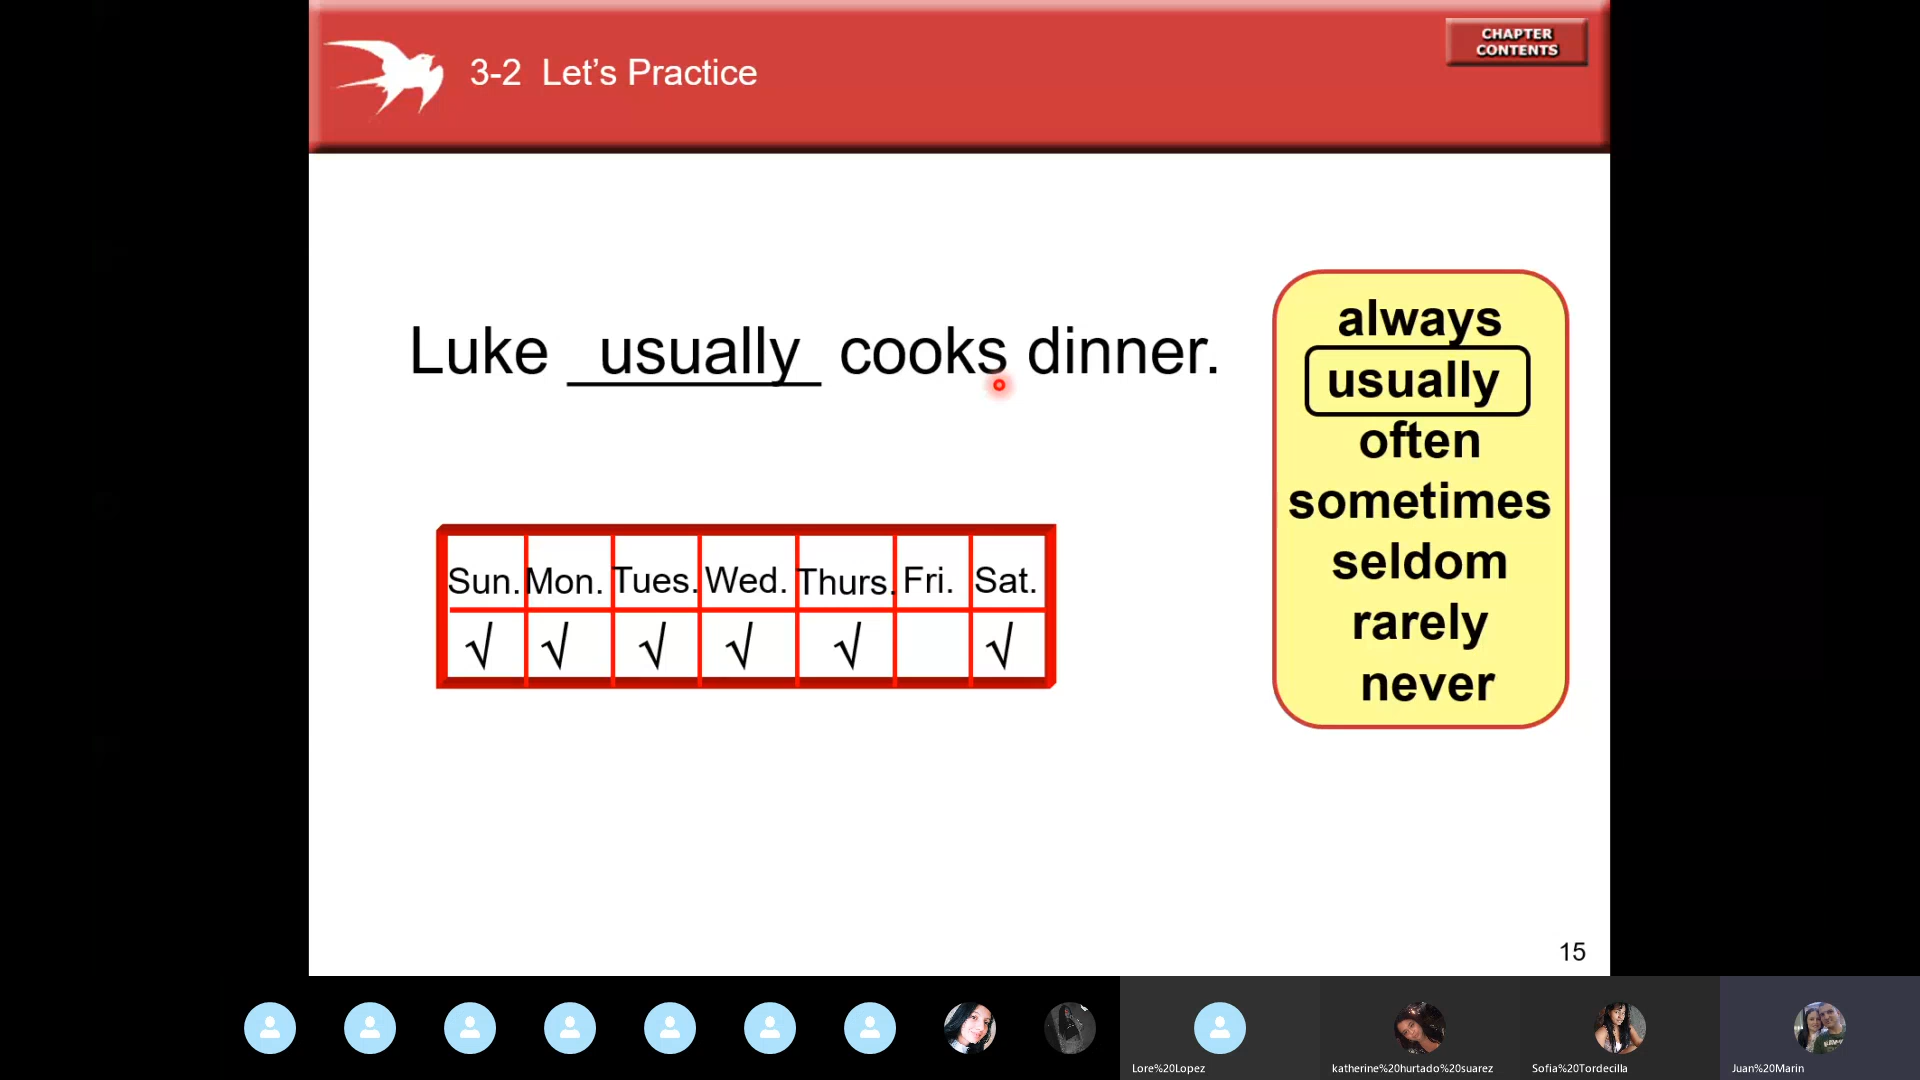 3-2 Let's Practice
CHAPTER
CONTENTS
Luke usually cooks dinner.
always
usually
often
sometimes
seldom
rarely
never
Sun. Mon. Tues. Wed. Thurs. Fri. Sat.
√ √ √ √ √ √
15
Lore%20Lopez
katherine%20hurtado%20suarez
Sofia%20Tordecilla
Juan%20Marin